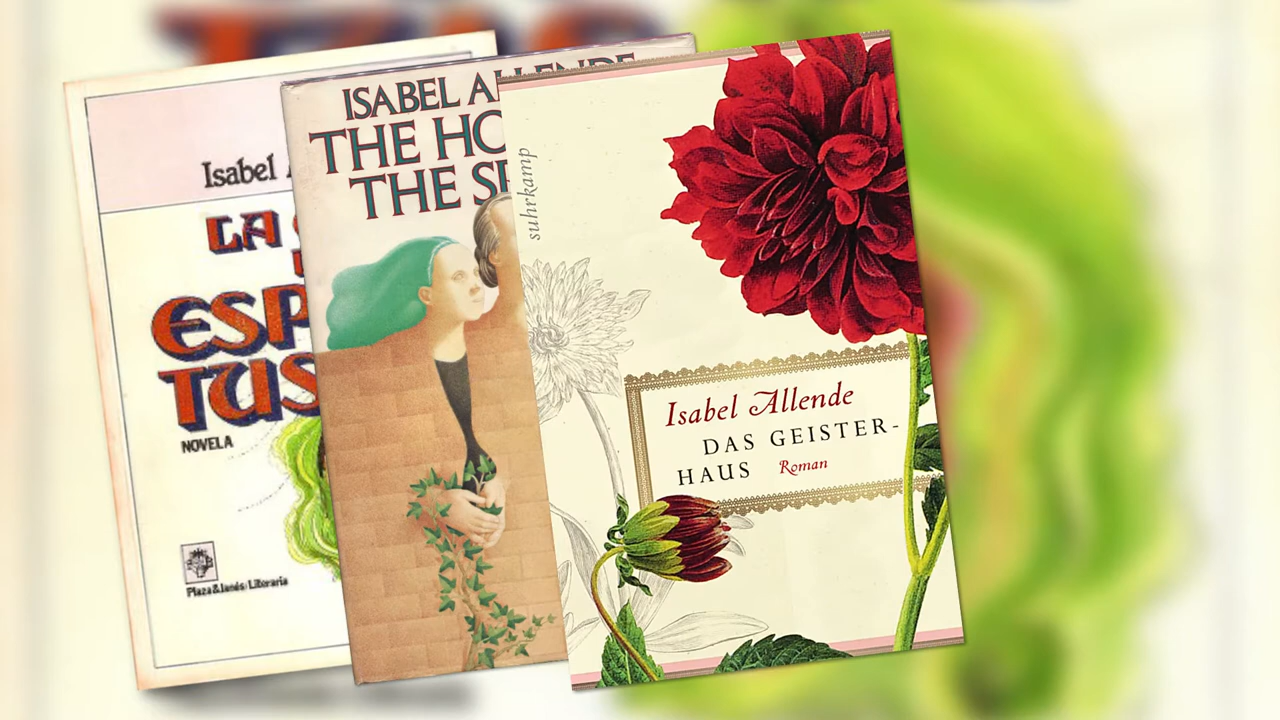 Isabel
LA
ESP
TUS
NOVELA
Plaza & Janés: Literaria
ISABEL ALLENDE
THE HO
THE
suhrkamp
Isabel Allende
DAS GEISTER-
HAUS Roman